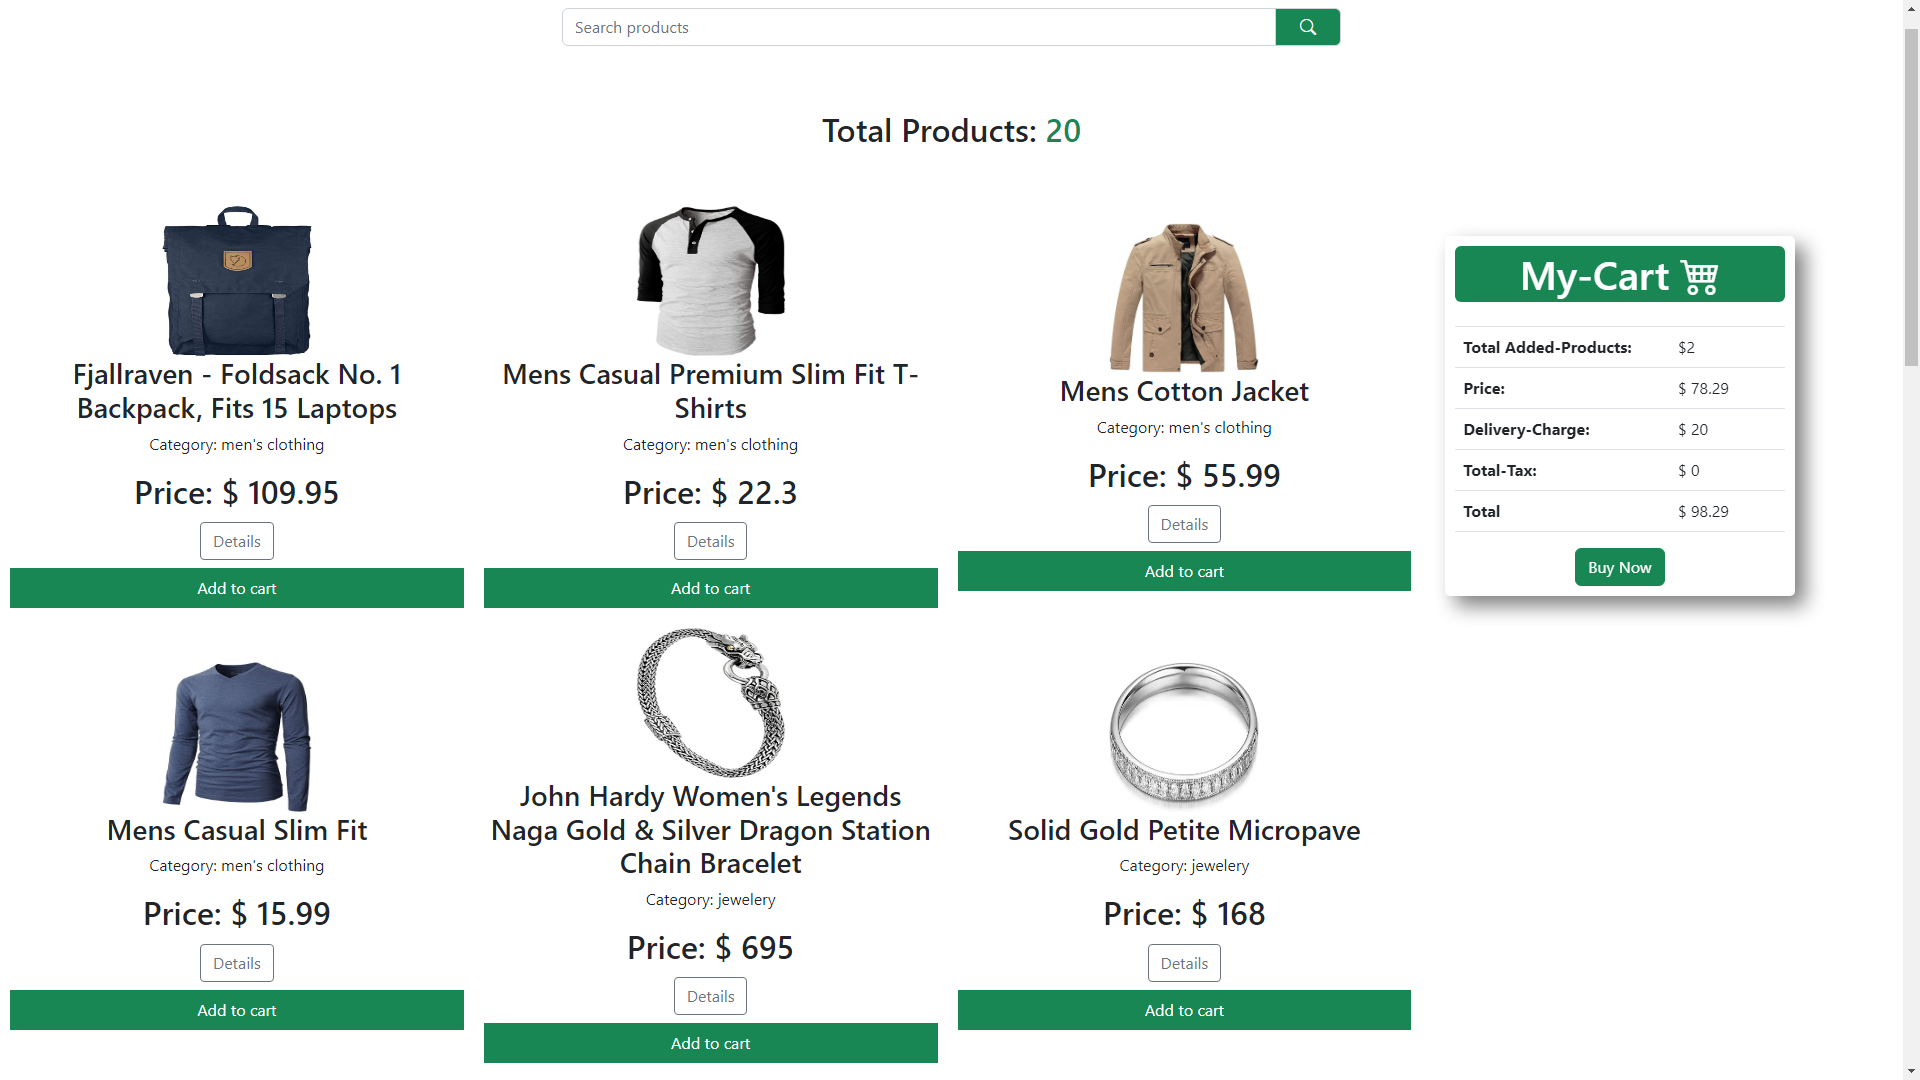 Search products
Total Products: 20
Fjallraven - Foldsack No. 1
Backpack, Fits 15 Laptops
Category: men's clothing
Price: $ 109.95
Details
Add to cart
Mens Casual Premium Slim Fit T-
Shirts
Category: men's clothing
Price: $ 22.3
Details
Add to cart
Mens Cotton Jacket
Category: men's clothing
Price: $ 55.99
Details
Add to cart
My-Cart
Total Added-Products: $2
Price: $ 78.29
Delivery-Charge: $ 20
Total-Tax: $ 0
Total $ 98.29
Buy Now
Mens Casual Slim Fit
Category: men's clothing
Price: $ 15.99
Details
Add to cart
John Hardy Women's Legends
Naga Gold & Silver Dragon Station
Chain Bracelet
Category: jewelery
Price: $ 695
Details
Add to cart
Solid Gold Petite Micropave
Category: jewelery
Price: $ 168
Details
Add to cart